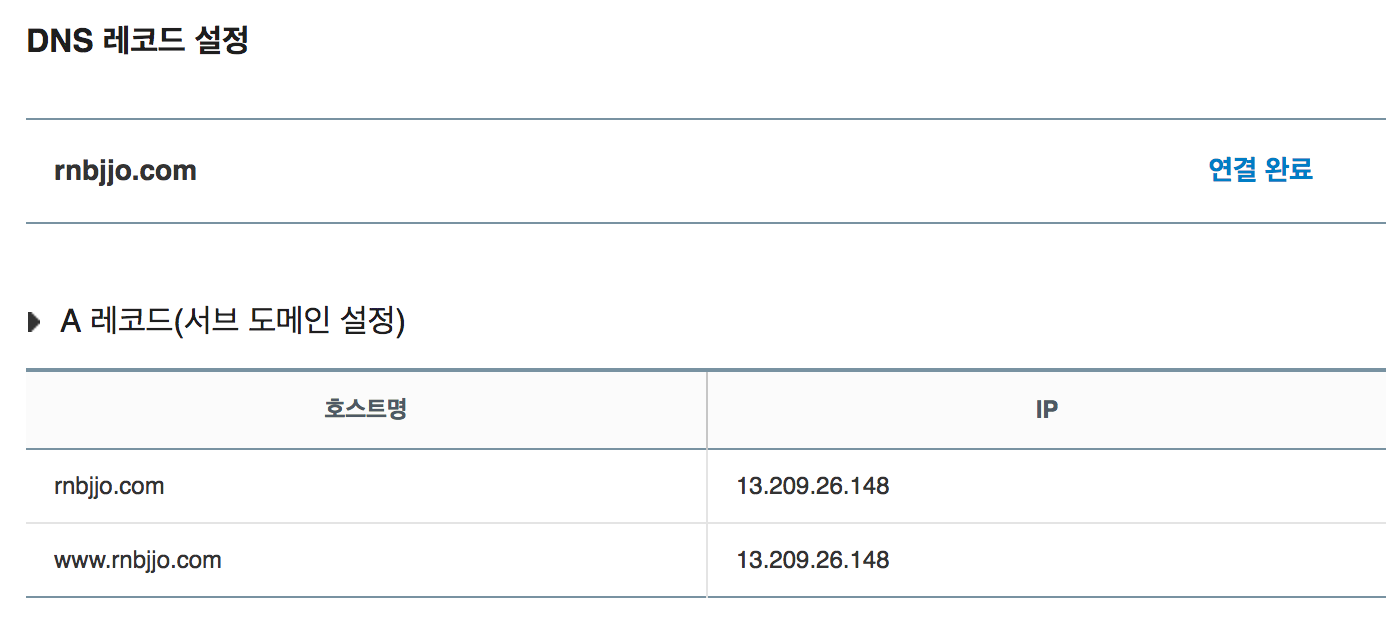 DNS 레코드 설정
rnbjjo.com 연결 완료
A 레코드(서브 도메인 설정)
호스트명 IP
rnbjjo.com 13.209.26.148
www.rnbjjo.com 13.209.26.148